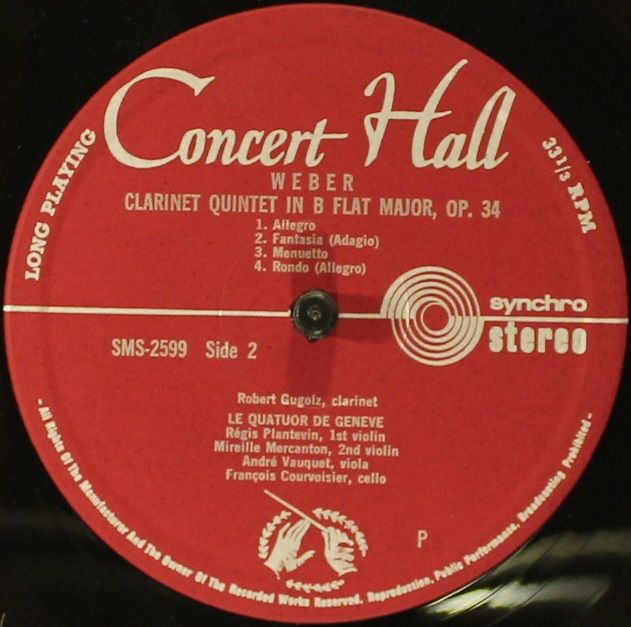 Concert Hall
LONG PLAYING
33 1/3 RPM
WEBER
CLARINET QUINTET IN B FLAT MAJOR, OP. 34
1. Allegro
2. Fantasia (Adagio)
3. Menuetto
4. Rondo (Allegro)
synchro
stereo
SMS-2599 Side 2
Robert Gugolz, clarinet
LE QUATUOR DE GENEVE
Régis Plantevin, 1st violin
Mireille Mercanton, 2nd violin
André Vauquet, viola
François Courvoisier, cello
P
- All Rights Of The Manufacturer And The Owner Of The Recorded Works Reserved. Reproduction, Public Performance, Broadcasting Prohibited -